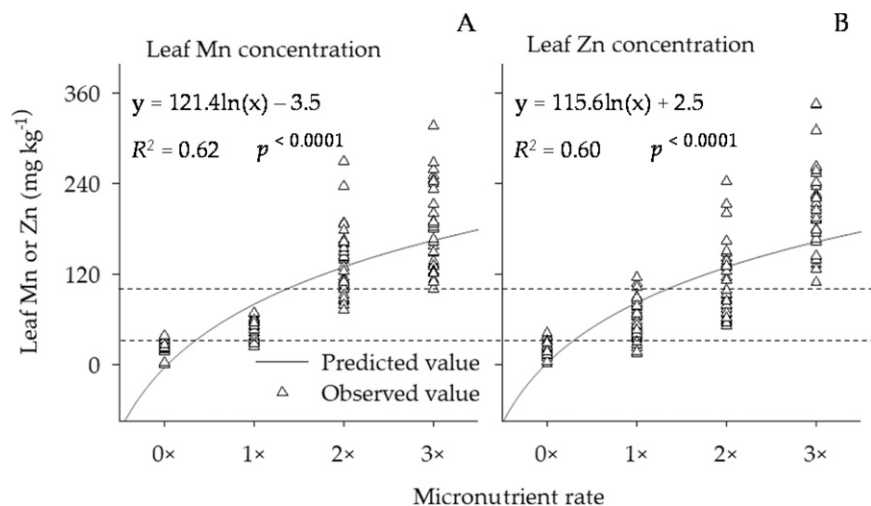 A
B
Leaf Mn concentration
Leaf Zn concentration
y = 121.4ln(x) – 3.5
R² = 0.62 p < 0.0001
y = 115.6ln(x) + 2.5
R² = 0.60 p < 0.0001
Leaf Mn or Zn (mg kg⁻¹)
360
240
120
0
Predicted value
Observed value
0× 1× 2× 3×
0× 1× 2× 3×
Micronutrient rate